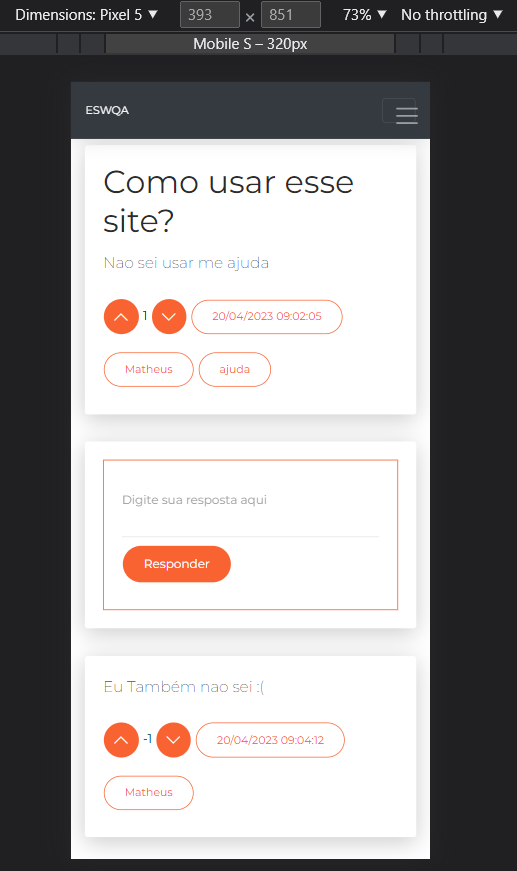 Dimensions: Pixel 5 ▼ 393 × 851 73% ▼ No throttling ▼
Mobile S – 320px
ESWQA
Como usar esse
site?
Nao sei usar me ajuda
1 20/04/2023 09:02:05
Matheus ajuda
Digite sua resposta aqui
Responder
Eu Também nao sei :(
-1 20/04/2023 09:04:12
Matheus